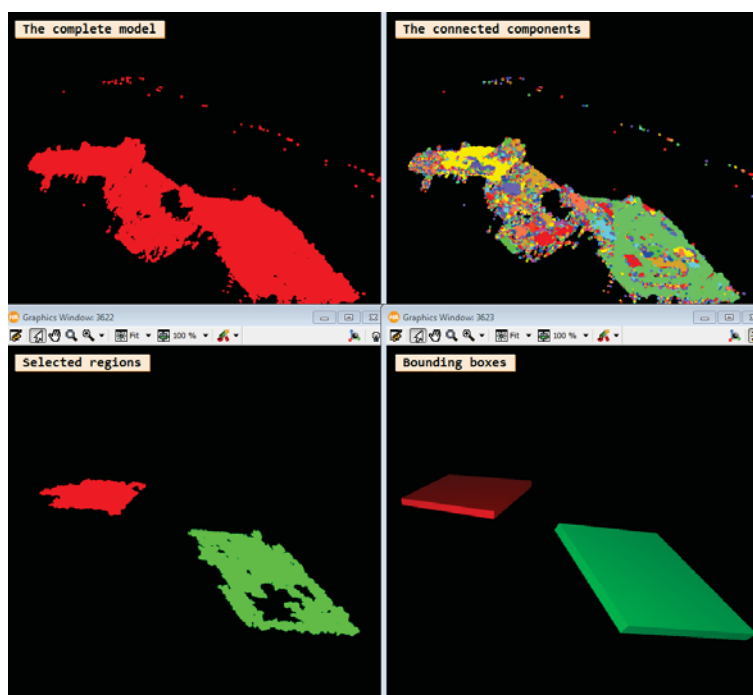 The complete model
The connected components
Graphics Window: 3622
Graphics Window: 3623
Fit
100 %
Fit
100 %
Selected regions
Bounding boxes